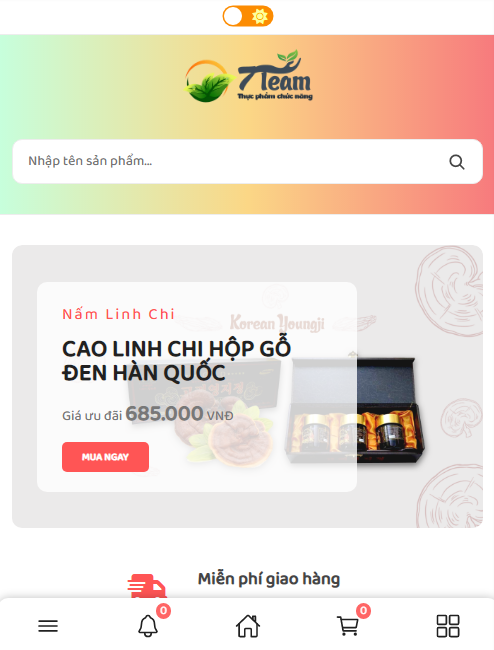 7Team
Thực phẩm chức năng
Nhập tên sản phẩm...
Korean Youngji
Nấm Linh Chi
CAO LINH CHI HỘP GỖ
ĐEN HÀN QUỐC
Giá ưu đãi 685.000 VNĐ
MUA NGAY
Miễn phí giao hàng
0
0